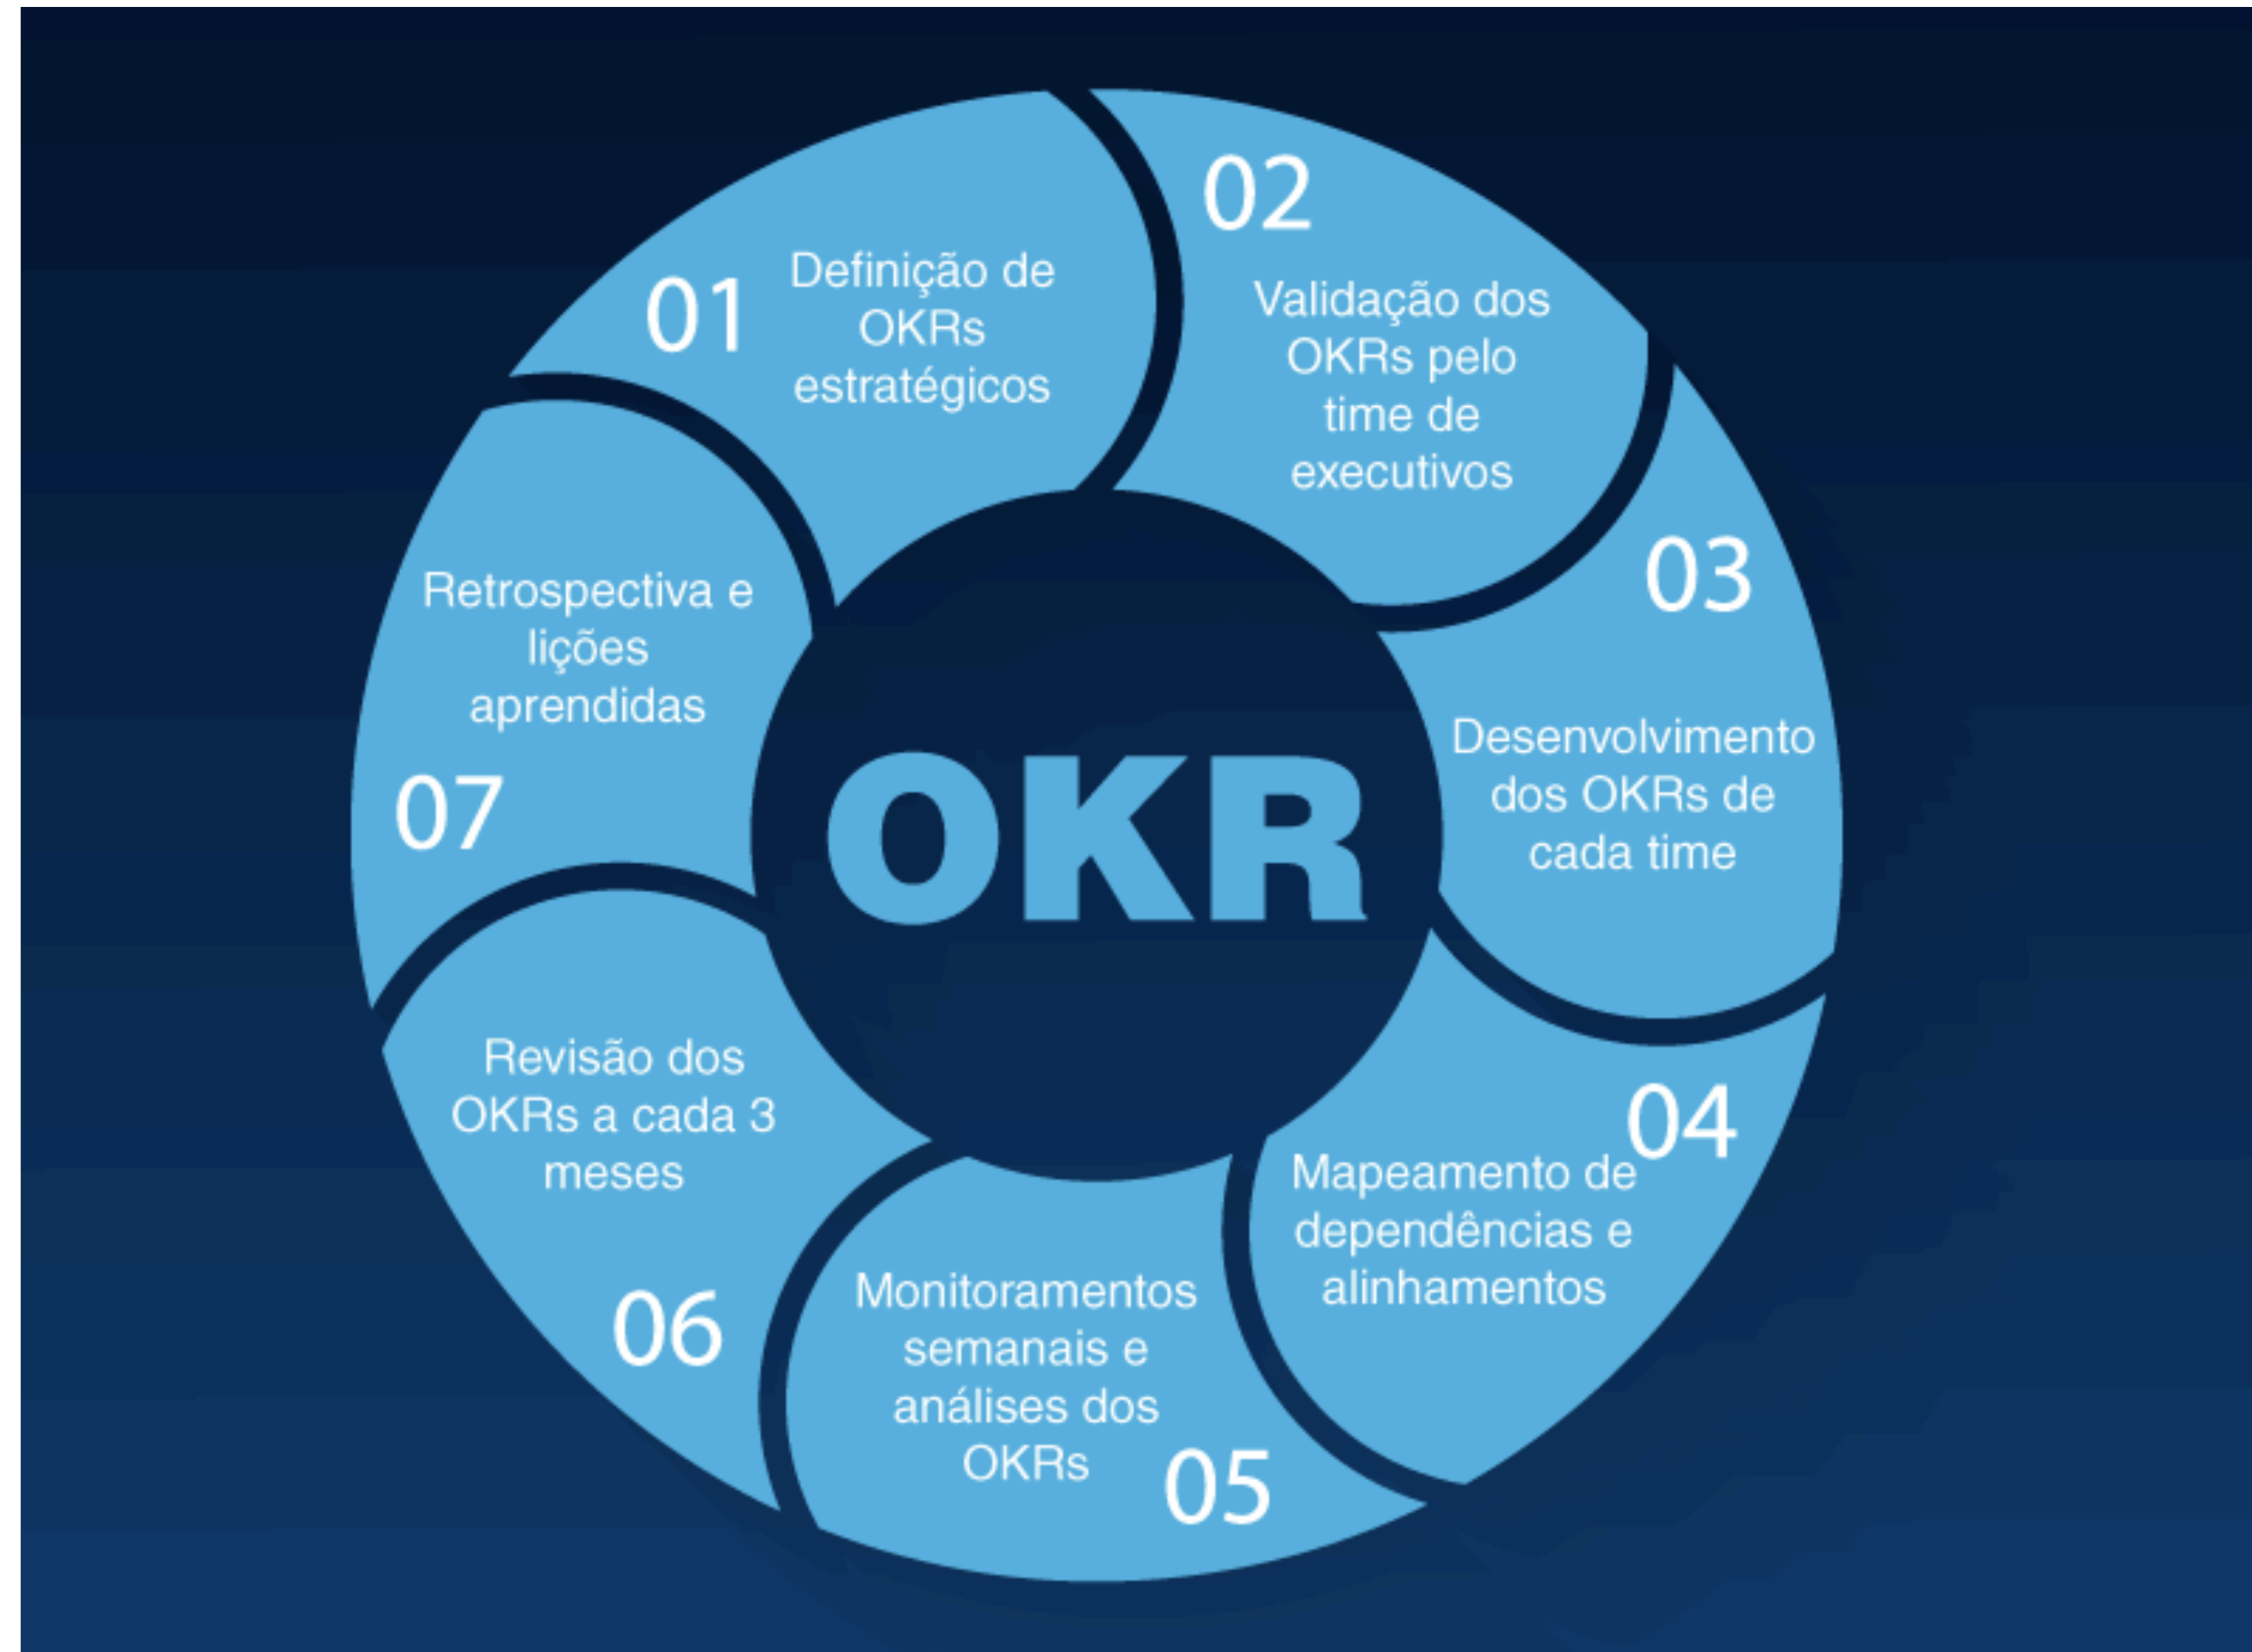 01
Definição de
OKRs
estratégicos
02
Validação dos
OKRs pelo
time de
executivos
03
Desenvolvimento
dos OKRs de
cada time
04
Mapeamento de
dependências e
alinhamentos
Monitoramentos
semanais e
análises dos
OKRs
05
Revisão dos
OKRs a cada 3
meses
06
Retrospectiva e
lições
aprendidas
07
OKR